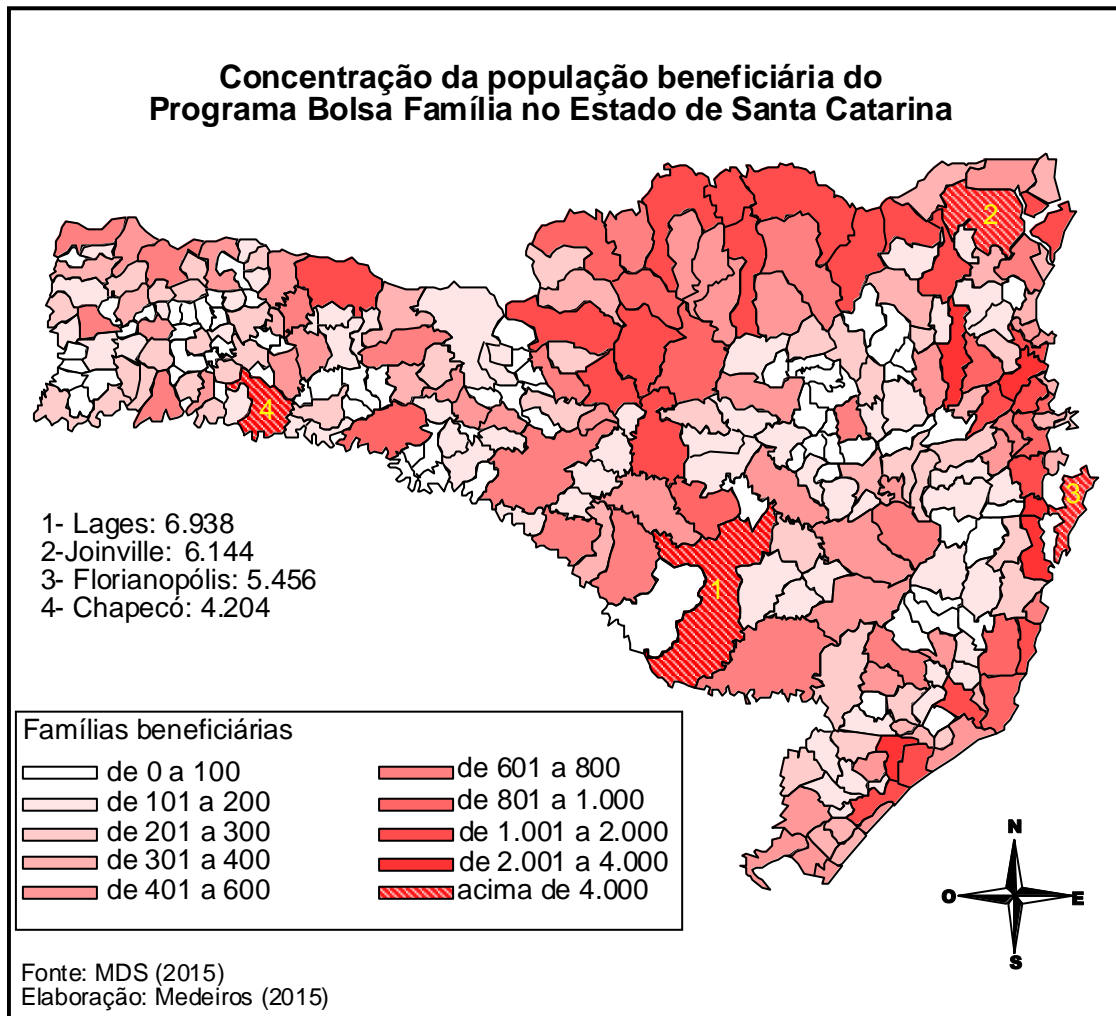 Concentração da população beneficiária do
Programa Bolsa Família no Estado de Santa Catarina
2
4
3
1
1- Lages: 6.938
2-Joinville: 6.144
3- Florianopólis: 5.456
4- Chapecó: 4.204
Famílias beneficiárias
de 0 a 100
de 101 a 200
de 201 a 300
de 301 a 400
de 401 a 600
de 601 a 800
de 801 a 1.000
de 1.001 a 2.000
de 2.001 a 4.000
acima de 4.000
N
O
E
S
Fonte: MDS (2015)
Elaboração: Medeiros (2015)